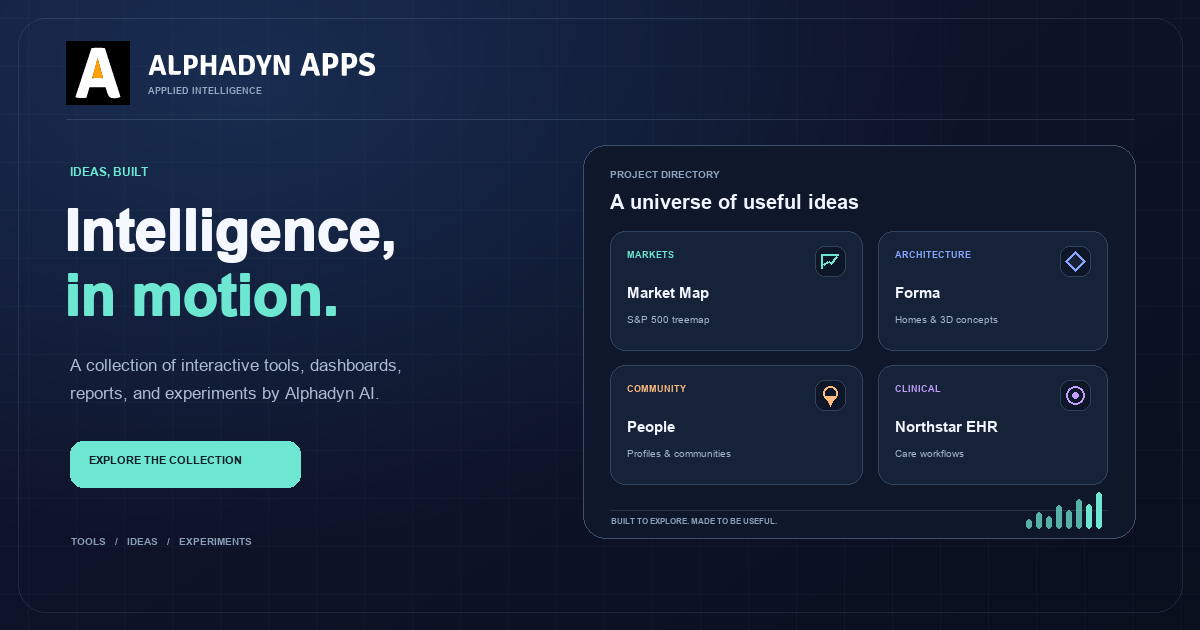 A
ALPHADYN APPS
APPLIED INTELLIGENCE
IDEAS, BUILT
Intelligence,
in motion.
A collection of interactive tools, dashboards,
reports, and experiments by Alphadyn AI.
EXPLORE THE COLLECTION
TOOLS / IDEAS / EXPERIMENTS
PROJECT DIRECTORY
A universe of useful ideas
MARKETS
Market Map
S&P 500 treemap
ARCHITECTURE
Forma
Homes & 3D concepts
COMMUNITY
People
Profiles & communities
CLINICAL
Northstar EHR
Care workflows
BUILT TO EXPLORE. MADE TO BE USEFUL.